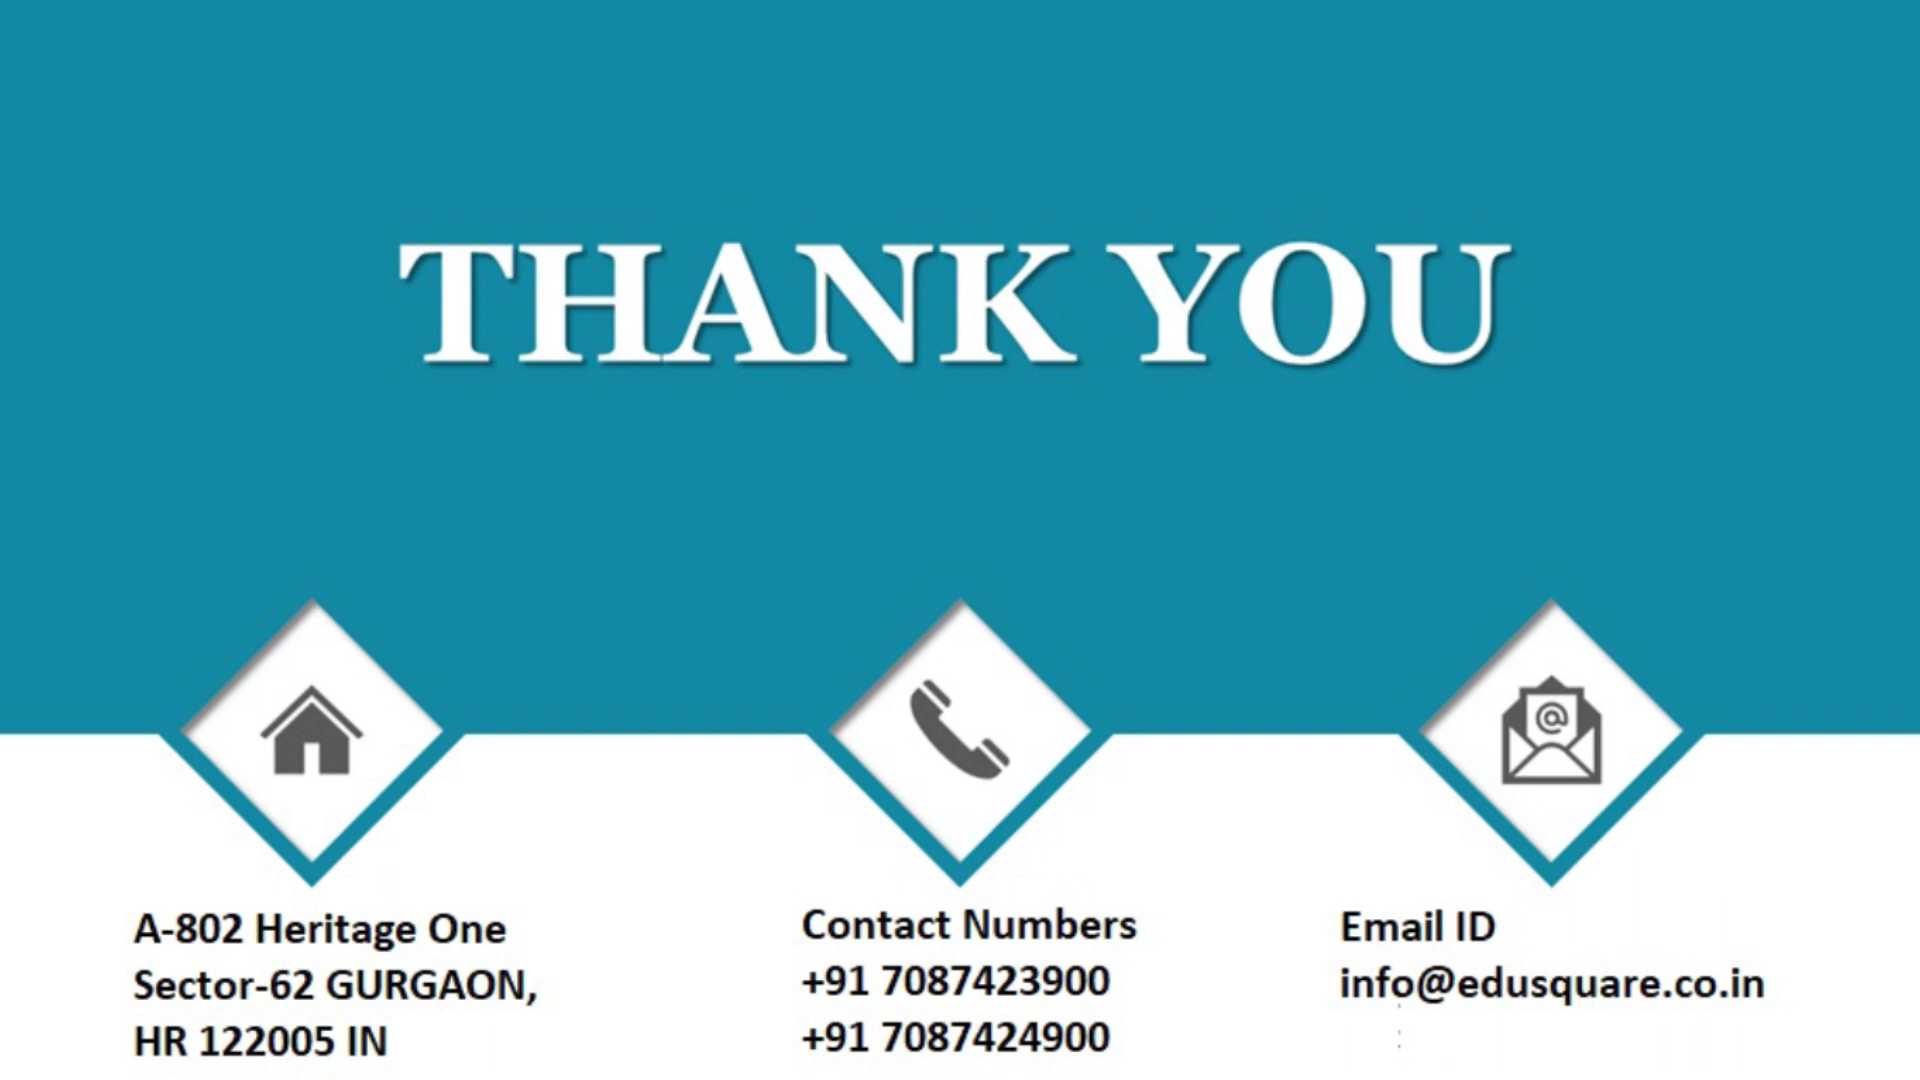 THANK YOU
A-802 Heritage One
Sector-62 GURGAON,
HR 122005 IN
Contact Numbers
+91 7087423900
+91 7087424900
Email ID
info@edusquare.co.in